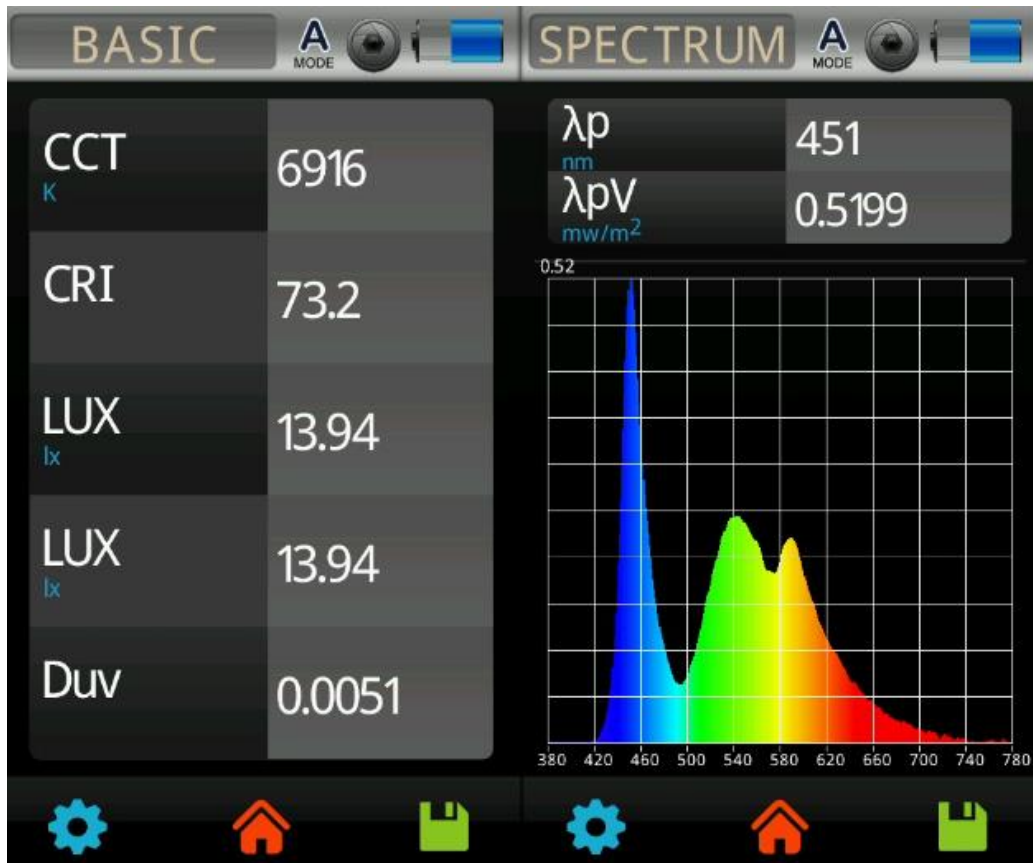 BASIC
A
MODE
CCT
K
6916
CRI
73.2
LUX
lx
13.94
LUX
lx
13.94
Duv
0.0051
SPECTRUM
A
MODE
λp
nm
451
λpV
mw/m²
0.5199
0.52
380 420 460 500 540 580 620 660 700 740 780